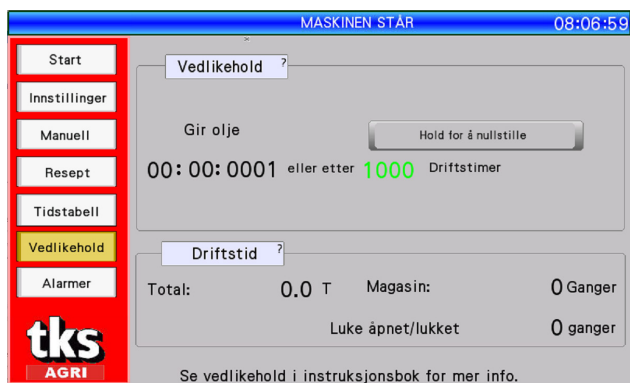 MASKINEN STÅR 08:06:59
Start
Innstillinger
Manuell
Resept
Tidstabell
Vedlikehold
Alarmer
tks
AGRI
Vedlikehold ?
Gir olje Hold for å nullstille
00:00:0001 eller etter 1000 Driftstimer
Driftstid ?
Total: 0.0 T Magasin: 0 Ganger
Luke åpnet/lukket 0 ganger
Se vedlikehold i instruksjonsbok for mer info.